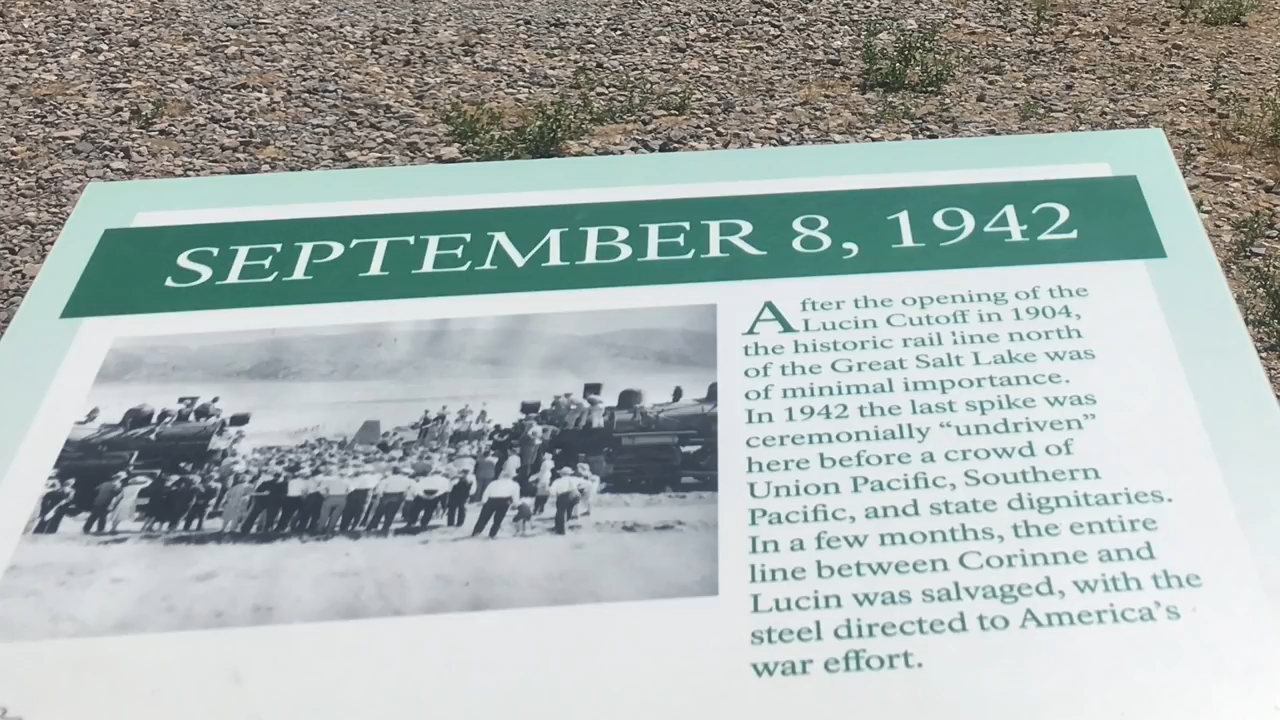 SEPTEMBER 8, 1942
After the opening of the
Lucin Cutoff in 1904,
the historic rail line north
of the Great Salt Lake was
of minimal importance.
In 1942 the last spike was
ceremonially “undriven”
here before a crowd of
Union Pacific, Southern
Pacific, and state dignitaries.
In a few months, the entire
line between Corinne and
Lucin was salvaged, with the
steel directed to America’s
war effort.